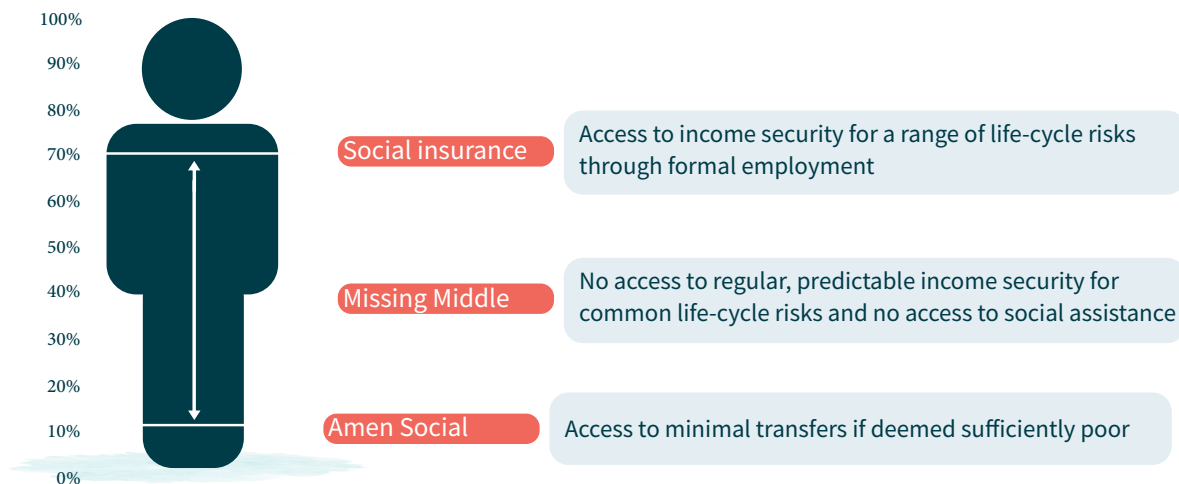 100%
90%
80%
70%
60%
50%
40%
30%
20%
10%
0%
Social insurance
Access to income security for a range of life-cycle risks
through formal employment
Missing Middle
No access to regular, predictable income security for
common life-cycle risks and no access to social assistance
Amen Social
Access to minimal transfers if deemed sufficiently poor